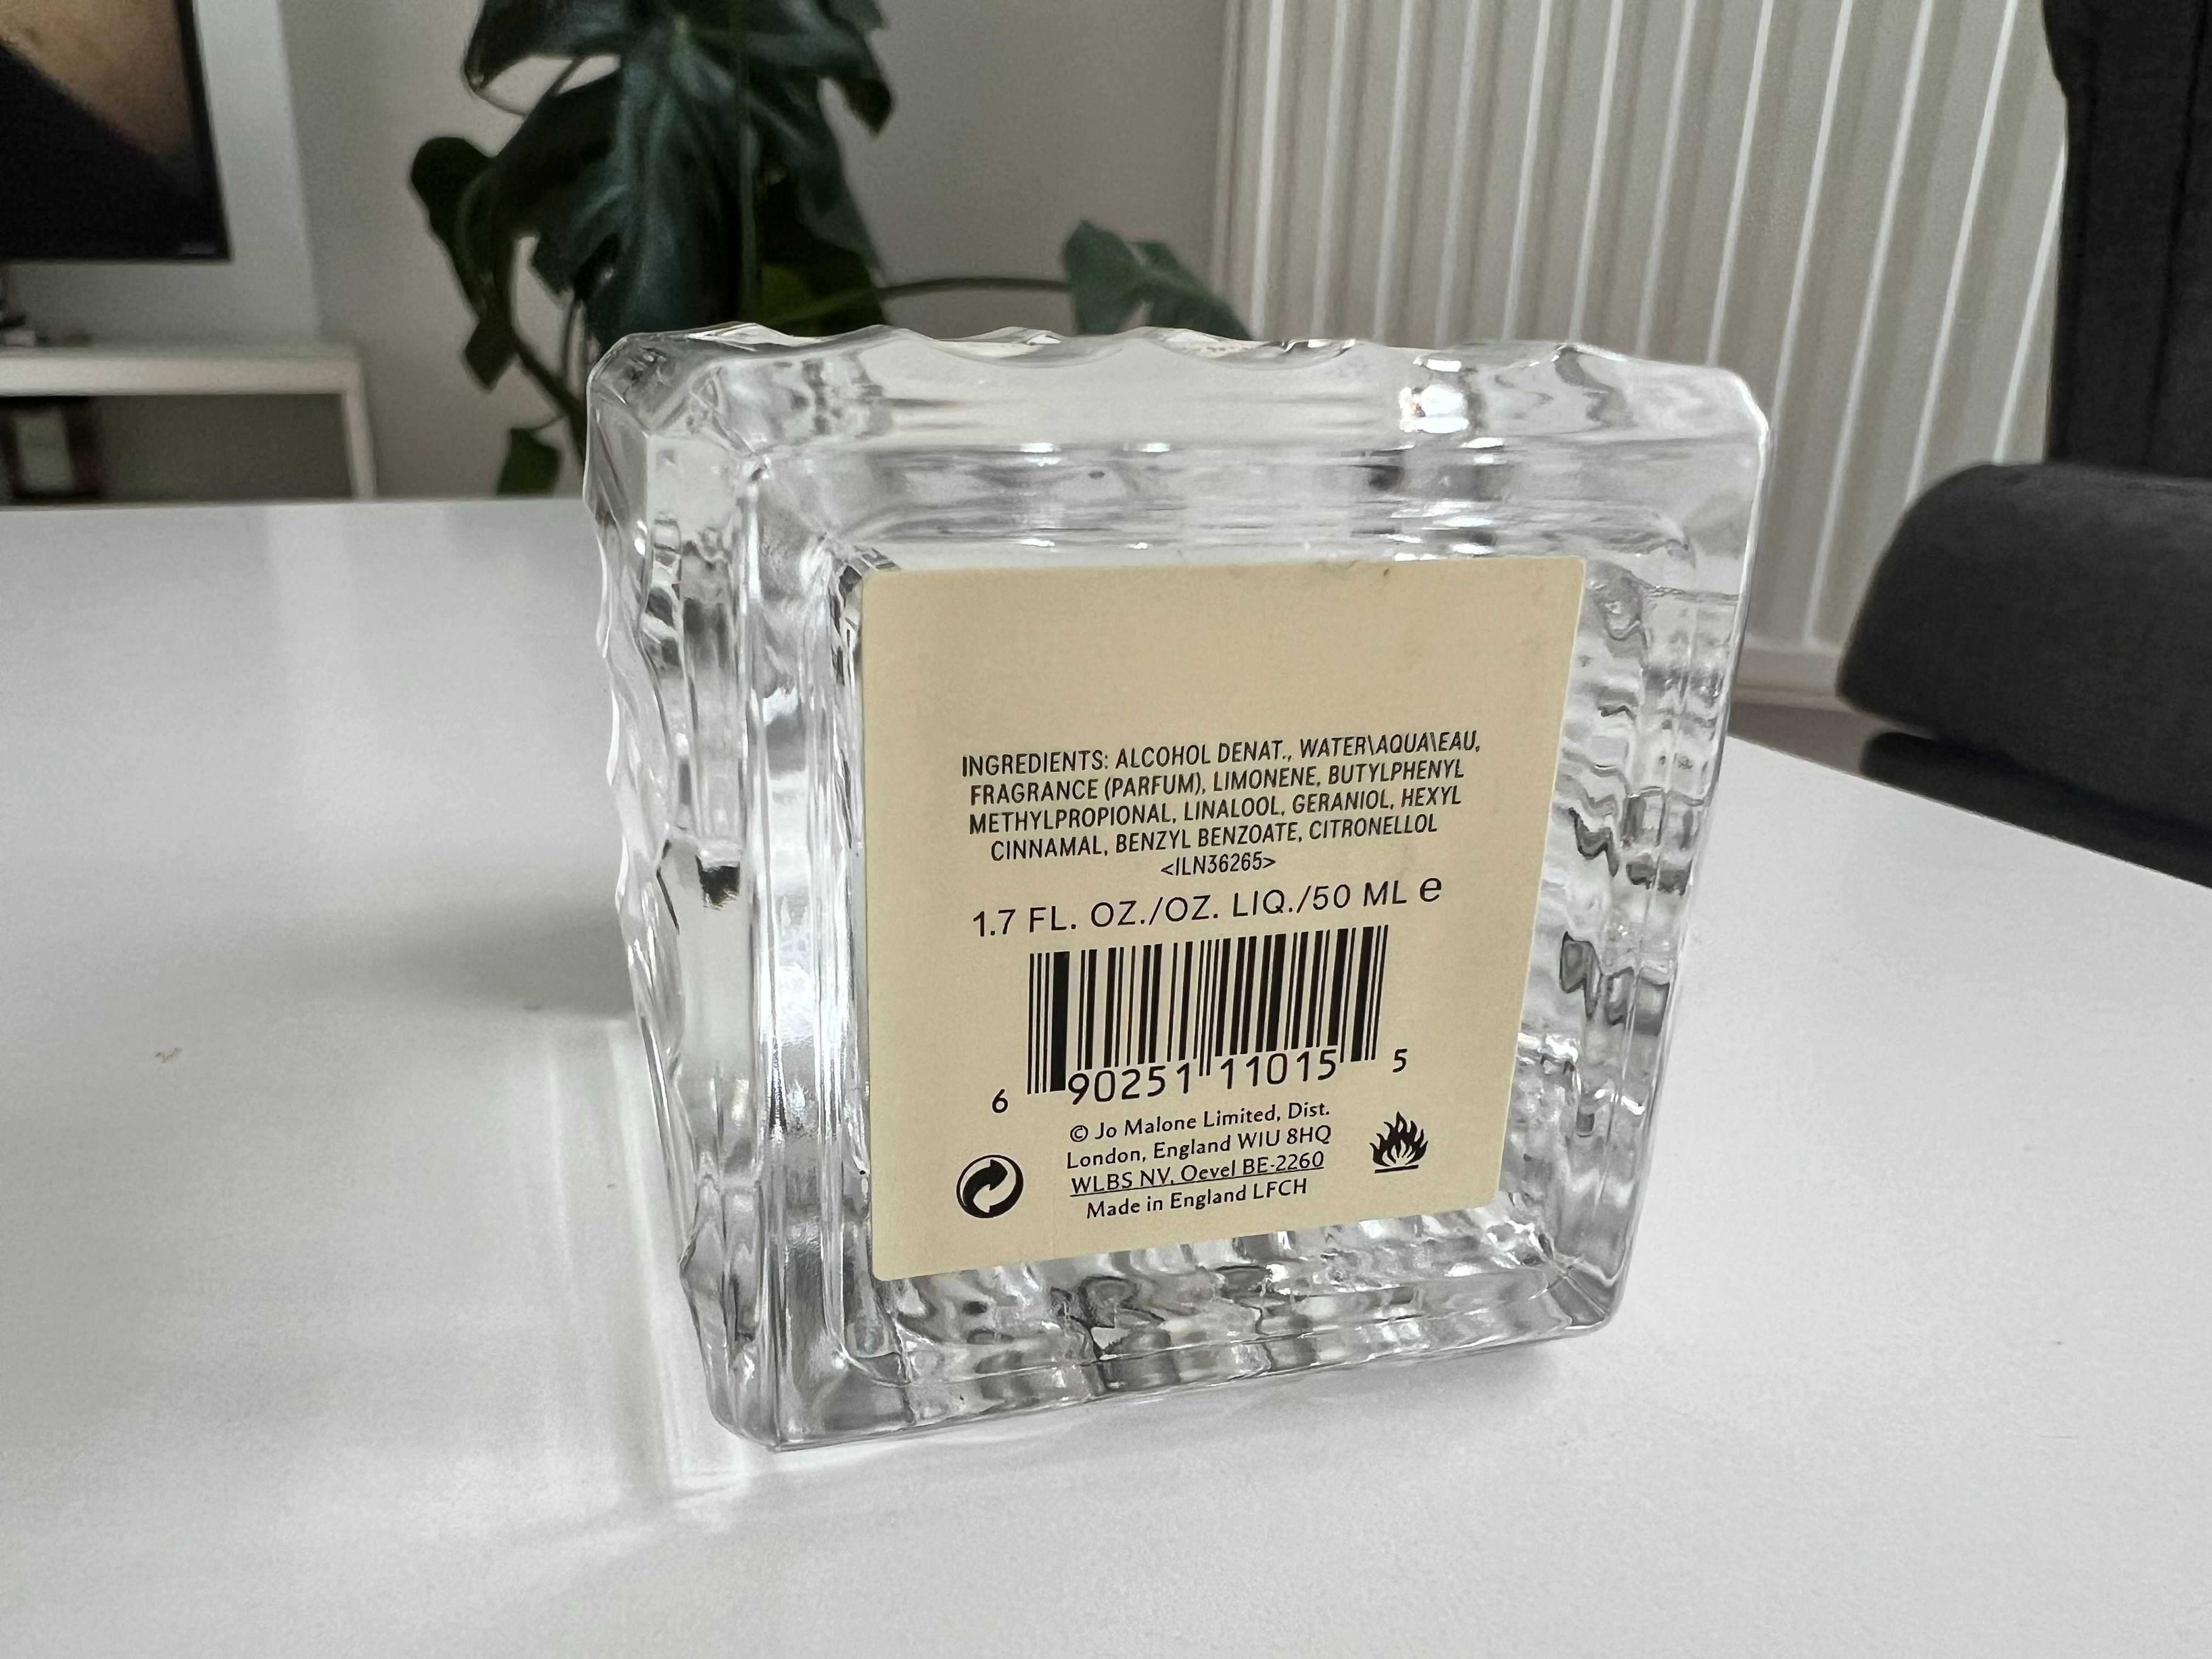 INGREDIENTS: ALCOHOL DENAT., WATER\AQUA\EAU,
FRAGRANCE (PARFUM), LIMONENE, BUTYLPHENYL
METHYLPROPIONAL, LINALOOL, GERANIOL, HEXYL
CINNAMAL, BENZYL BENZOATE, CITRONELLOL
<ILN36265>
1.7 FL. OZ./OZ. LIQ./50 ML e
6 90251 11015 5
© Jo Malone Limited, Dist.
London, England W1U 8HQ
WLBS NV, Oevel BE-2260
Made in England LFCH